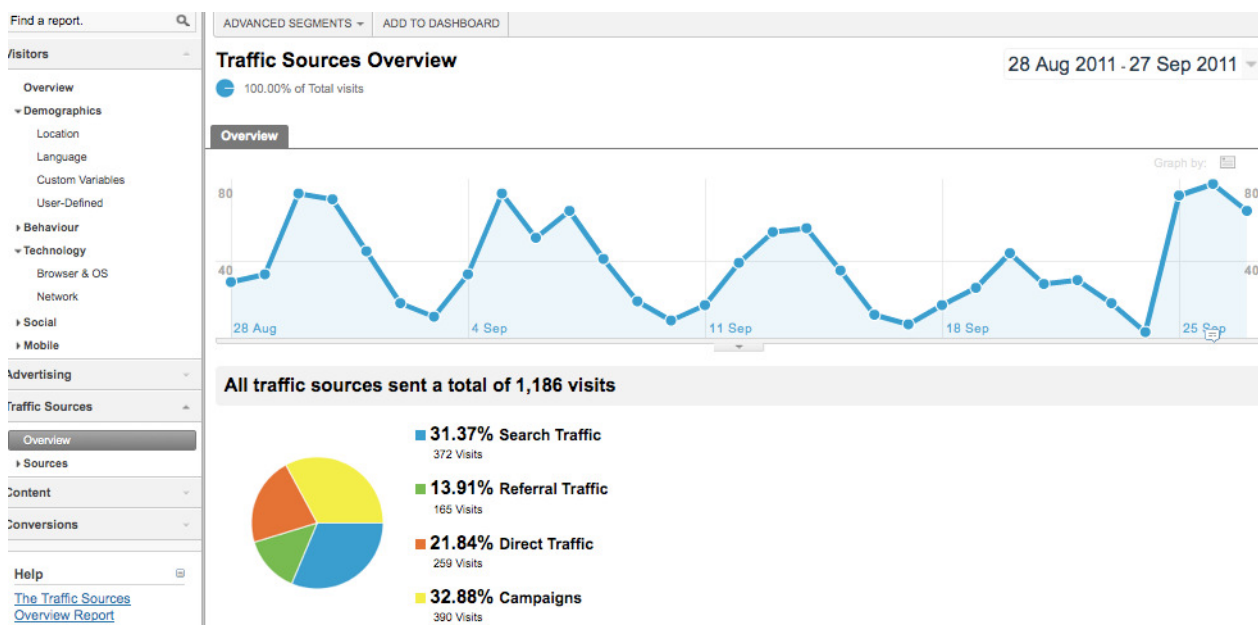 Find a report.
Visitors
Overview
Demographics
Location
Language
Custom Variables
User-Defined
Behaviour
Technology
Browser & OS
Network
Social
Mobile
Advertising
Traffic Sources
Overview
Sources
Content
Conversions
Help
The Traffic Sources
Overview Report
ADVANCED SEGMENTS
ADD TO DASHBOARD
Traffic Sources Overview
28 Aug 2011 - 27 Sep 2011
100.00% of Total visits
Overview
Graph by:
80
80
40
40
28 Aug
4 Sep
11 Sep
18 Sep
25 Sep
All traffic sources sent a total of 1,186 visits
31.37% Search Traffic
372 Visits
13.91% Referral Traffic
165 Visits
21.84% Direct Traffic
259 Visits
32.88% Campaigns
390 Visits